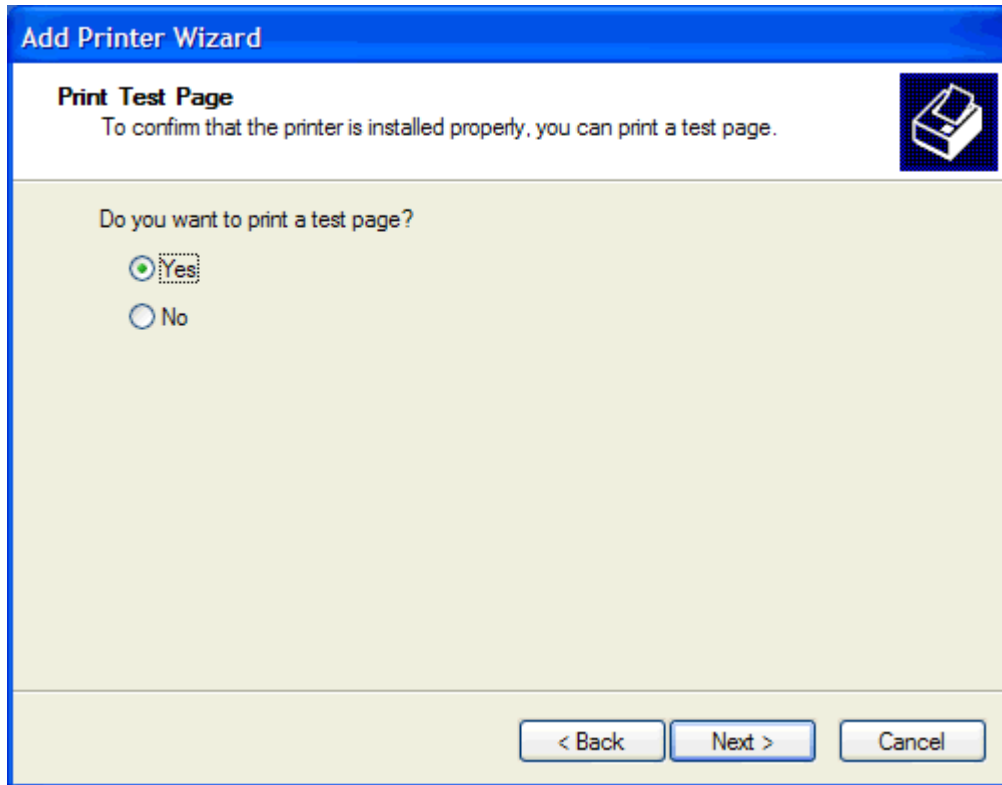 Add Printer Wizard
Print Test Page
To confirm that the printer is installed properly, you can print a test page.
Do you want to print a test page?
Yes
No
< Back Next > Cancel